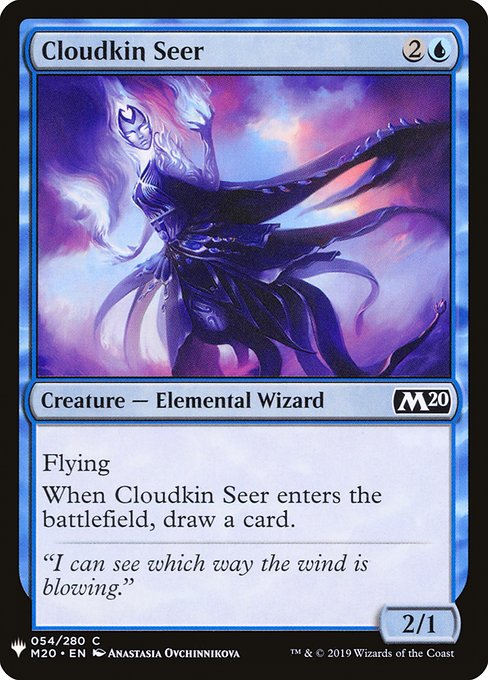 Cloudkin Seer 2
Creature — Elemental Wizard M20
Flying
When Cloudkin Seer enters the
battlefield, draw a card.
“I can see which way the wind is
blowing.”
2/1
054/280 C
M20 • EN Anastasia Ovchinnikova ™ & © 2019 Wizards of the Coast